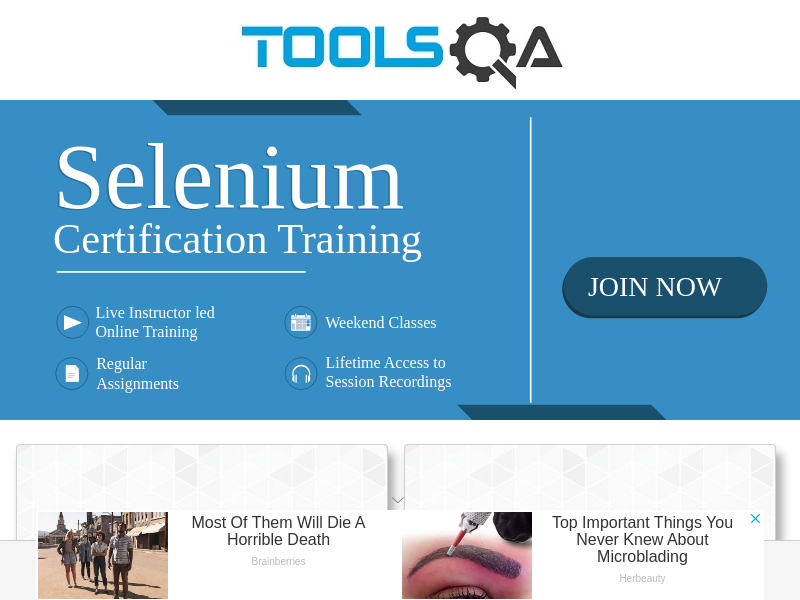 TOOLSQA
Selenium
Certification Training
JOIN NOW
Live Instructor led
Online Training
Weekend Classes
Regular
Assignments
Lifetime Access to
Session Recordings
Most Of Them Will Die A
Horrible Death
Brainberries
Top Important Things You
Never Knew About
Microblading
Herbeauty